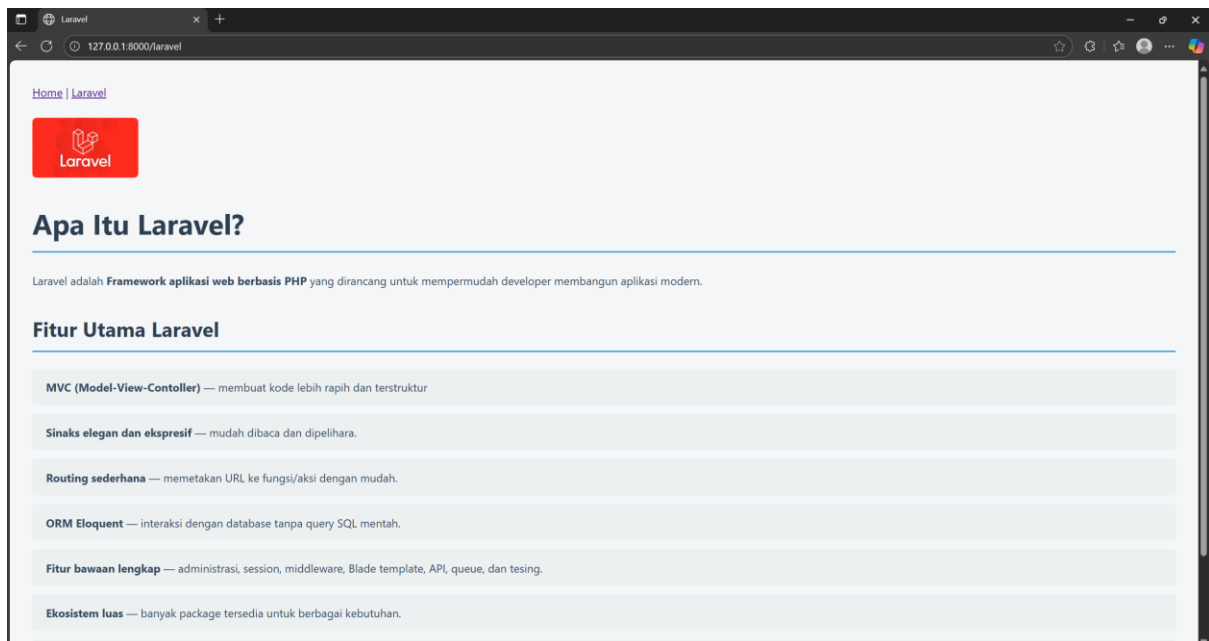 Laravel
127.0.0.1:8000/laravel
Home | Laravel
Laravel
Apa Itu Laravel?
Laravel adalah Framework aplikasi web berbasis PHP yang dirancang untuk mempermudah developer membangun aplikasi modern.
Fitur Utama Laravel
MVC (Model-View-Contoller) — membuat kode lebih rapih dan terstruktur
Sinaks elegan dan ekspresif — mudah dibaca dan dipelihara.
Routing sederhana — memetakan URL ke fungsi/aksi dengan mudah.
ORM Eloquent — interaksi dengan database tanpa query SQL mentah.
Fitur bawaan lengkap — administrasi, session, middleware, Blade template, API, queue, dan tesing.
Ekosistem luas — banyak package tersedia untuk berbagai kebutuhan.